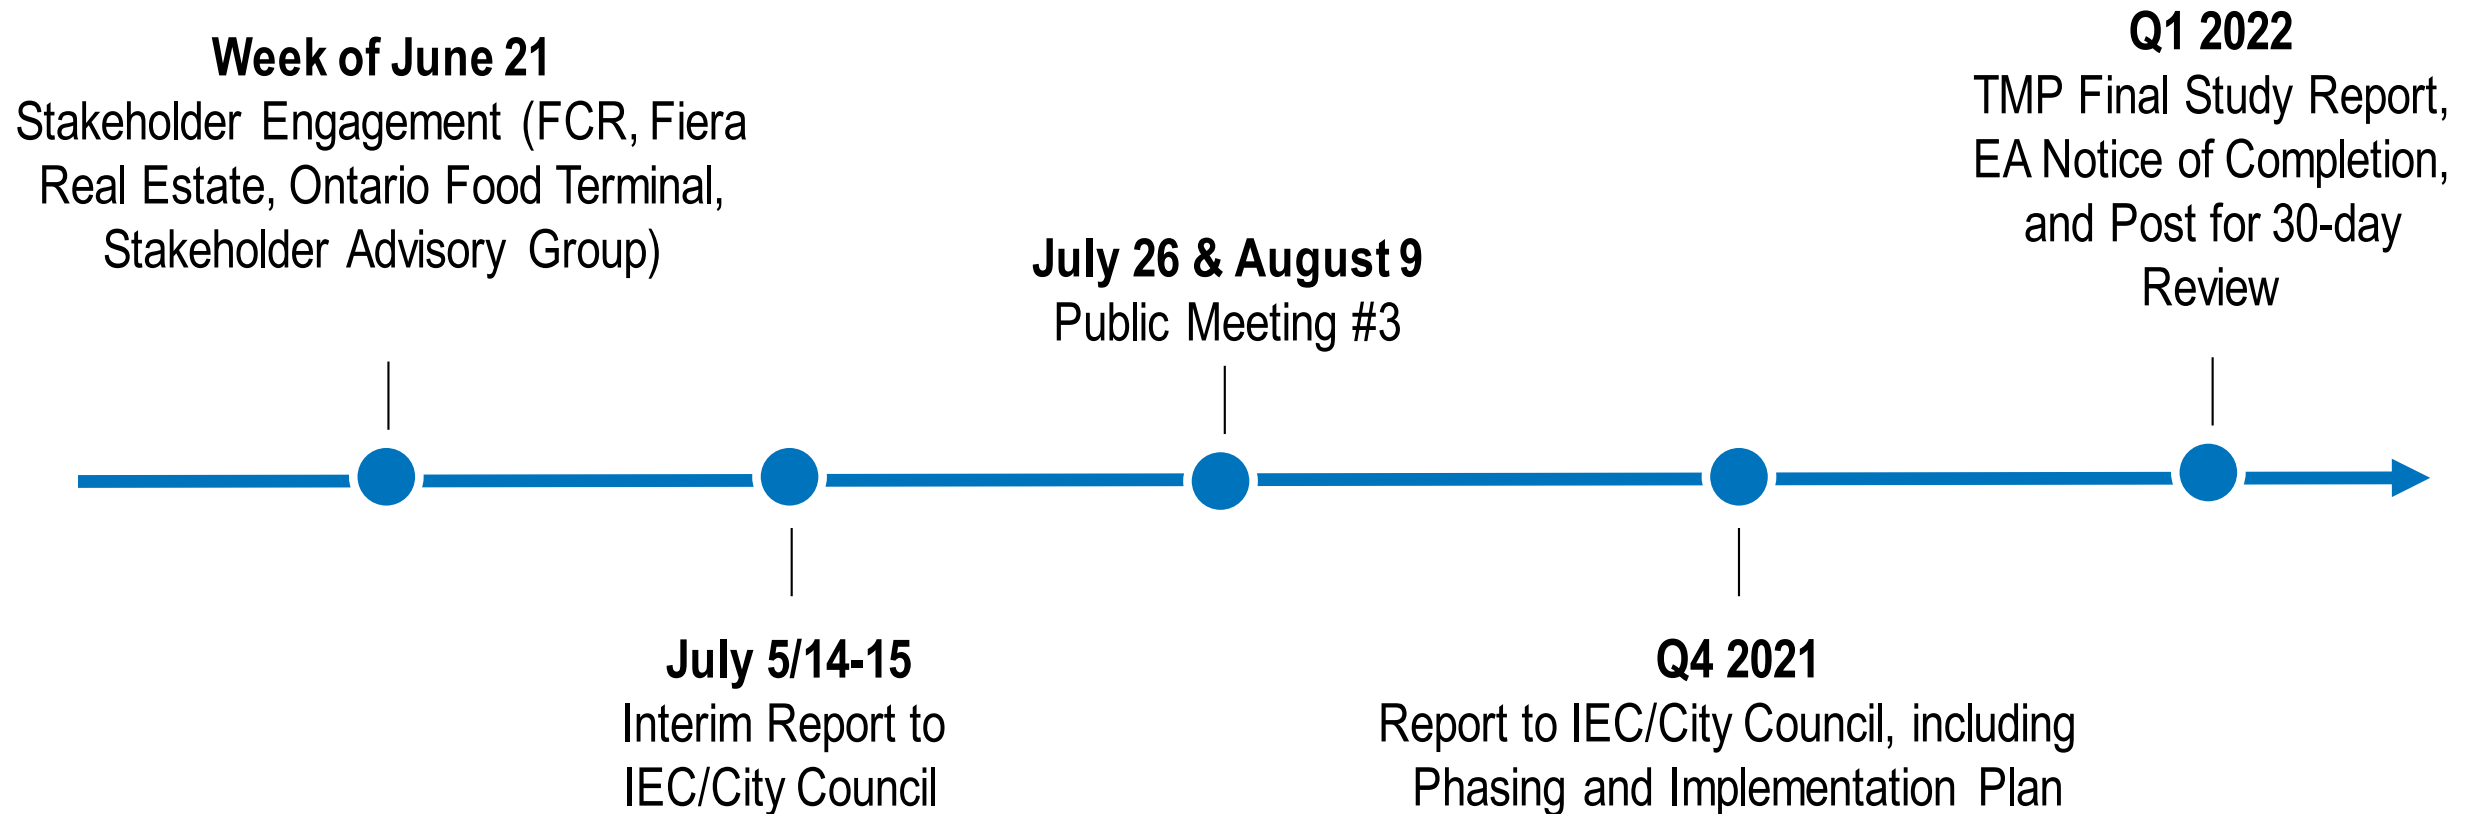 Week of June 21
Stakeholder Engagement (FCR, Fiera
Real Estate, Ontario Food Terminal,
Stakeholder Advisory Group)
July 5/14-15
Interim Report to
IEC/City Council
July 26 & August 9
Public Meeting #3
Q4 2021
Report to IEC/City Council, including
Phasing and Implementation Plan
Q1 2022
TMP Final Study Report,
EA Notice of Completion,
and Post for 30-day
Review